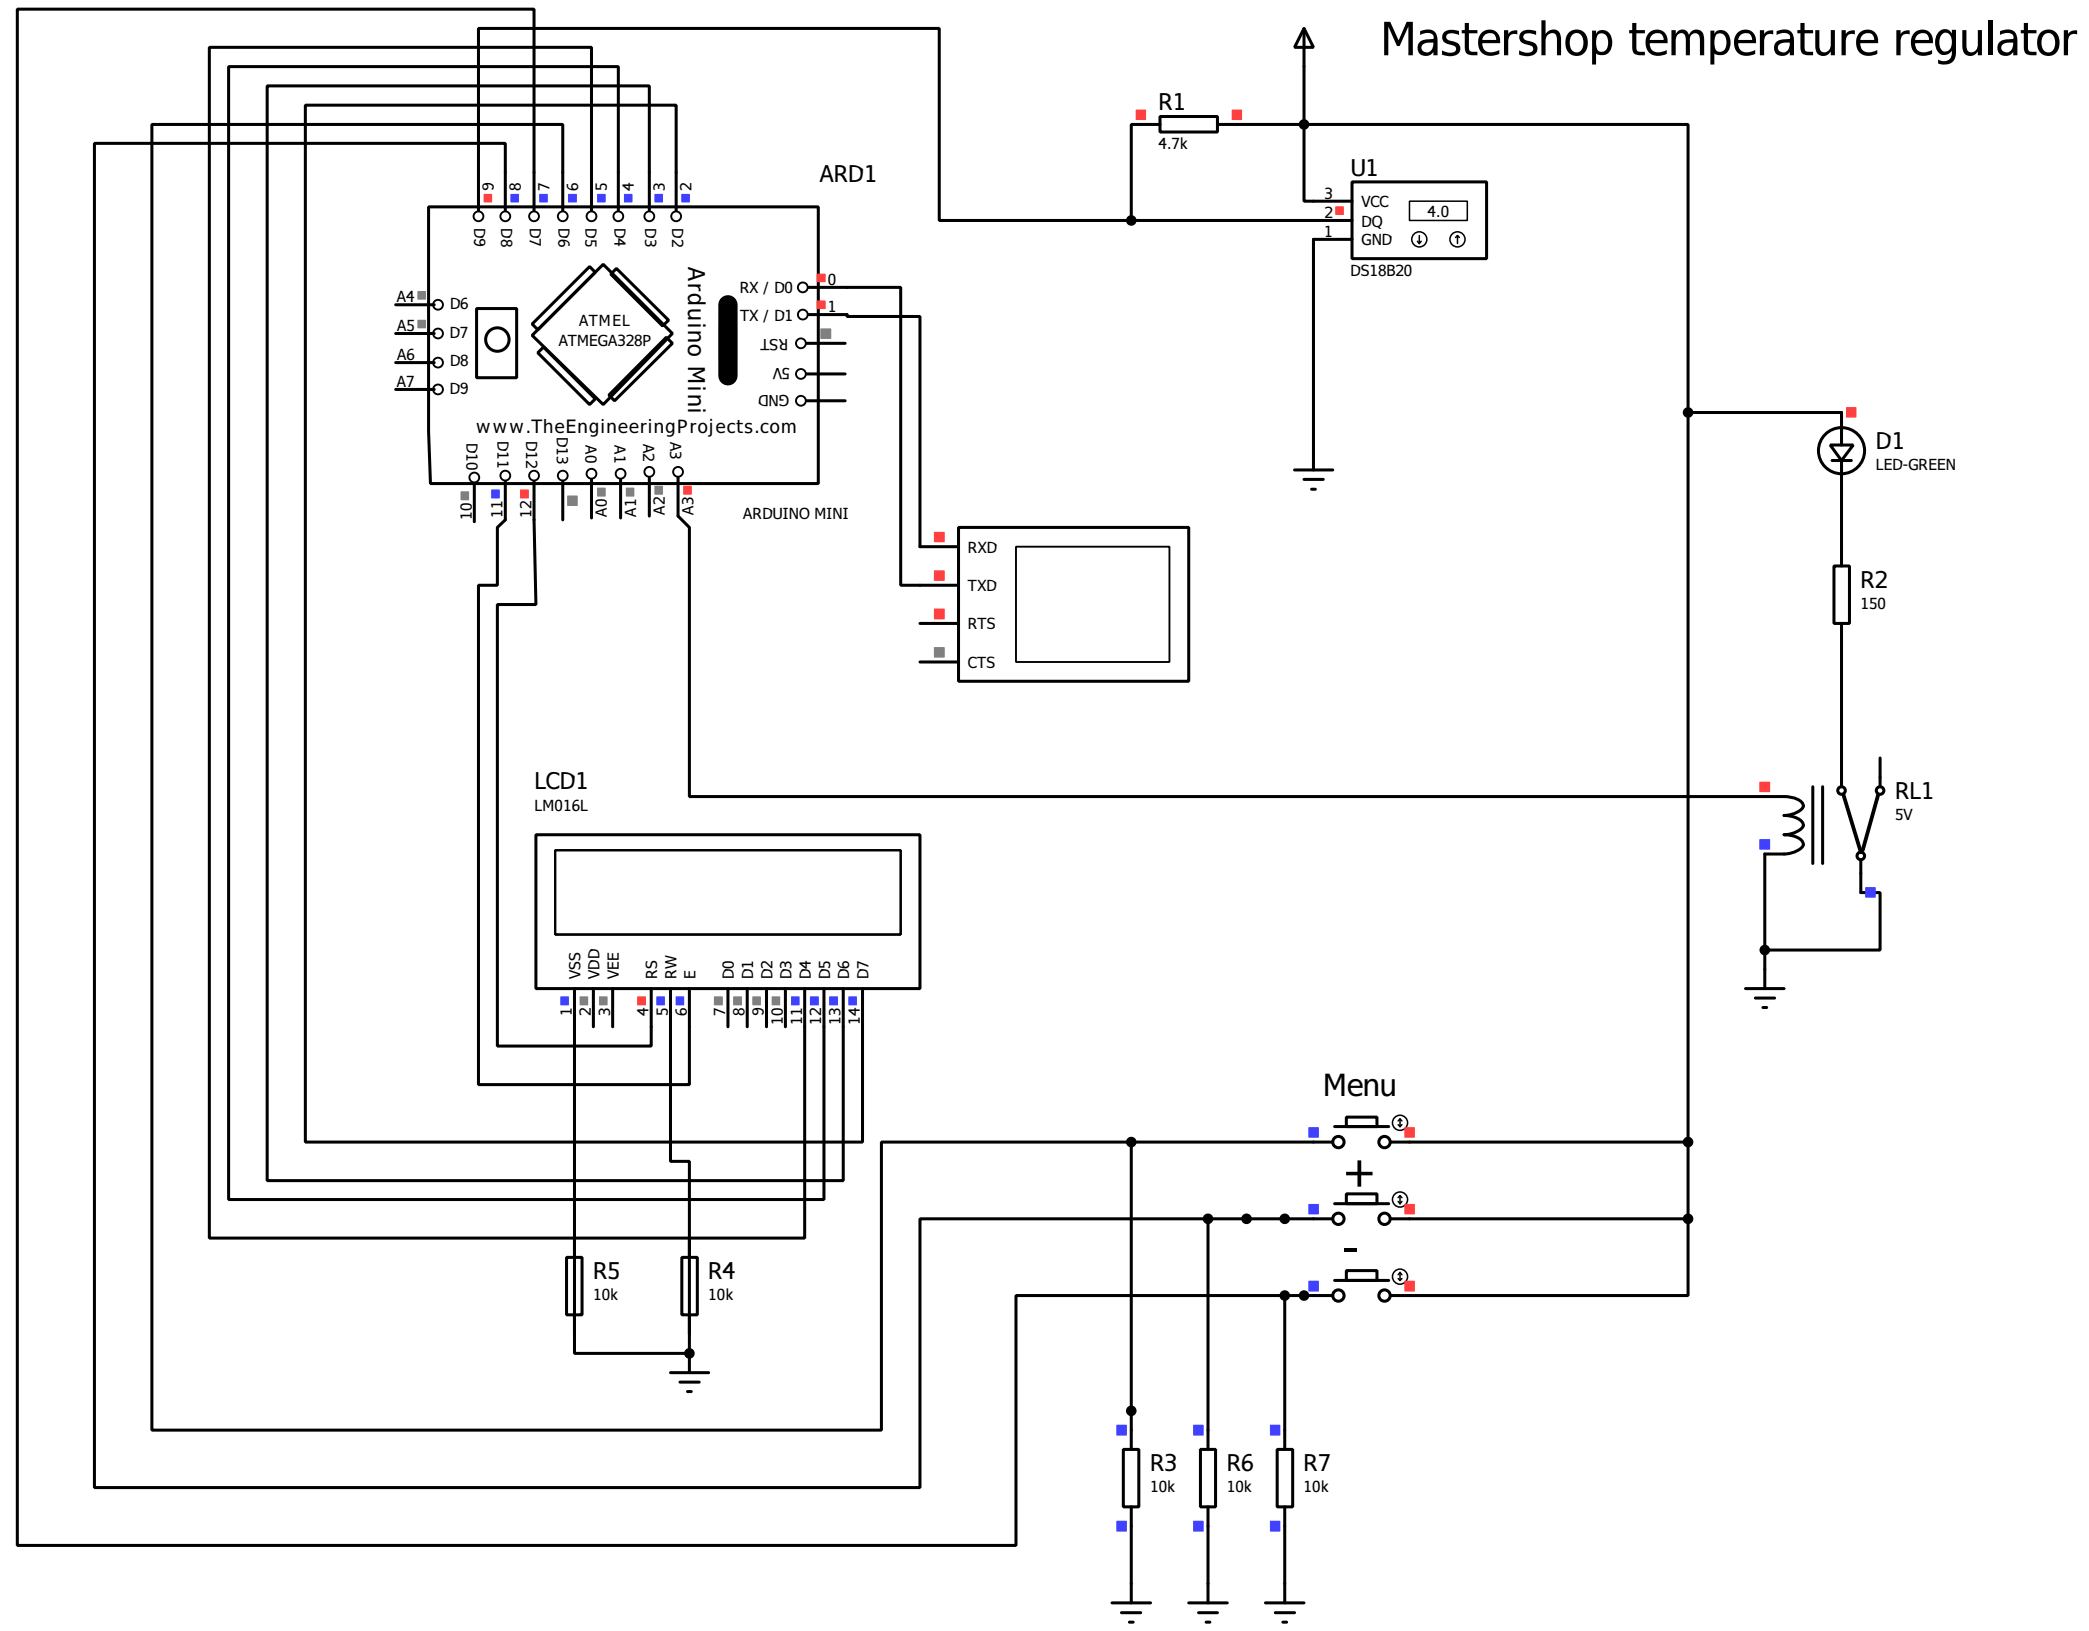 Mastershop temperature regulator
R1
4.7k
ARD1
U1
3
VCC
2
DQ
1
GND
4.0
DS18B20
9
8
7
6
5
4
3
2
D9
D8
D7
D6
D5
D4
D3
D2
RX / D0
0
TX / D1
1
RST
5V
GND
A4
D6
A5
D7
A6
D8
A7
D9
ATMEL
ATMEGA328P
Arduino Mini
www.TheEngineeringProjects.com
D10
D11
D12
D13
A0
A1
A2
A3
10
11
12
A0
A1
A2
A3
ARDUINO MINI
D1
LED-GREEN
RXD
TXD
RTS
CTS
R2
150
LCD1
LM016L
RL1
5V
VSS
VDD
VEE
RS
RW
E
D0
D1
D2
D3
D4
D5
D6
D7
1
2
3
4
5
6
7
8
9
10
11
12
13
14
Menu
+
-
R5
10k
R4
10k
R3
10k
R6
10k
R7
10k